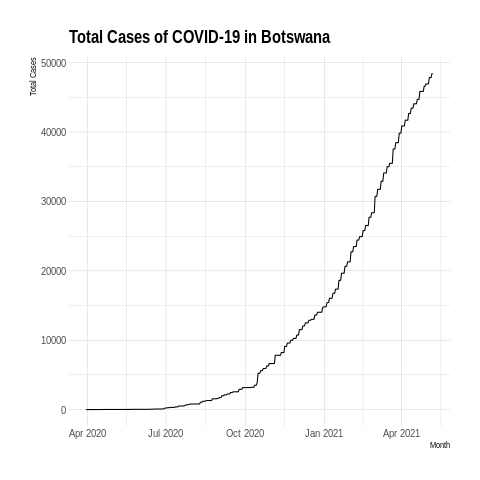 Total Cases of COVID-19 in Botswana
Total Cases
50000
40000
30000
20000
10000
0
Apr 2020 Jul 2020 Oct 2020 Jan 2021 Apr 2021
Month